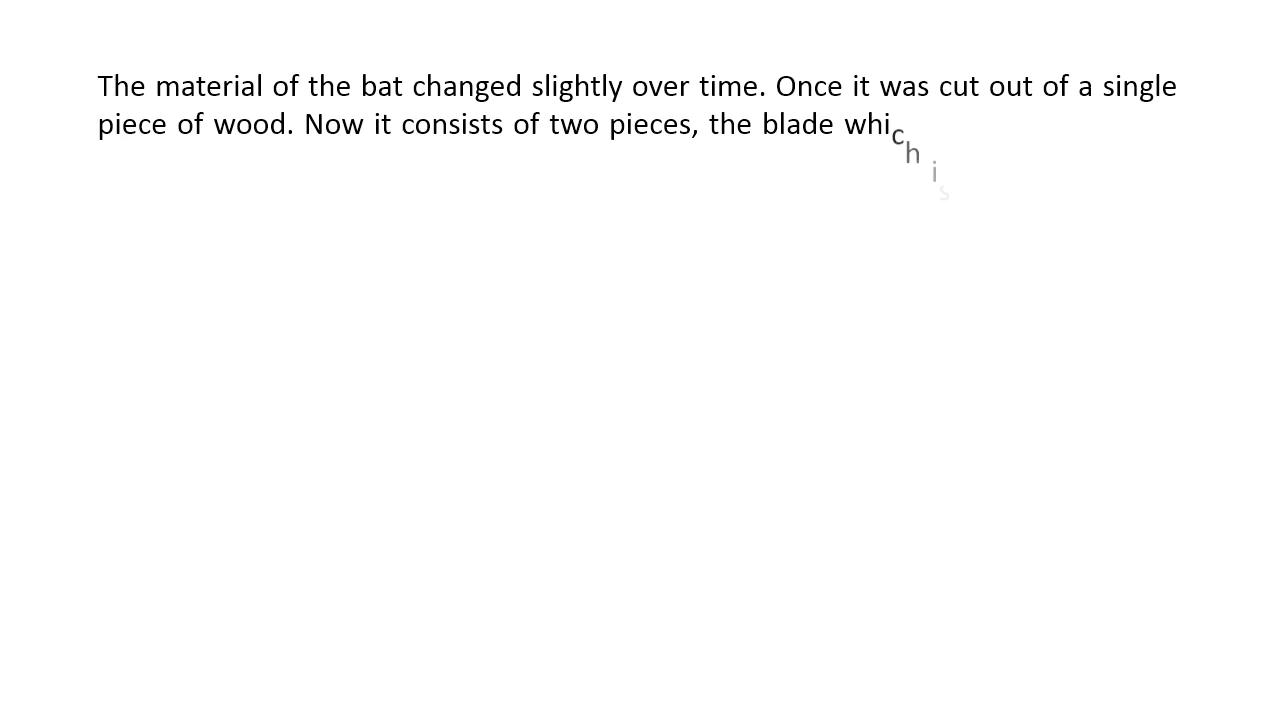 The material of the bat changed slightly over time. Once it was cut out of a single
piece of wood. Now it consists of two pieces, the blade which is